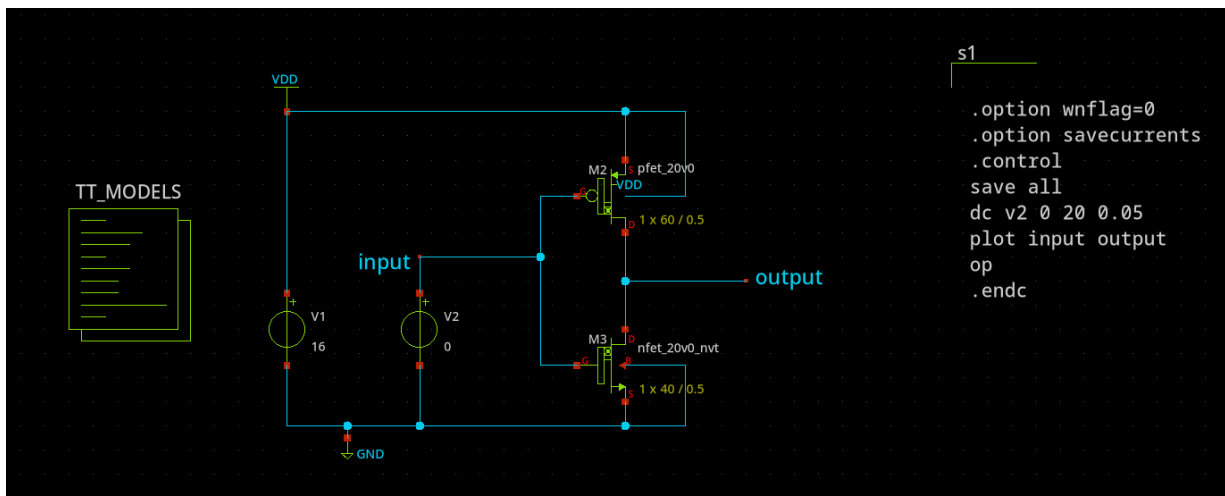 s1
VDD
.option wnflag=0
.option savecurrents
.control
save all
dc v2 0 20 0.05
plot input output
op
.endc
M2
S
pfet_20v0
TT_MODELS
G
VDD
1 x 60 / 0.5
D
input
output
+
V1
16
+
V2
0
M3
D
nfet_20v0_nvt
G
B
1 x 40 / 0.5
S
GND